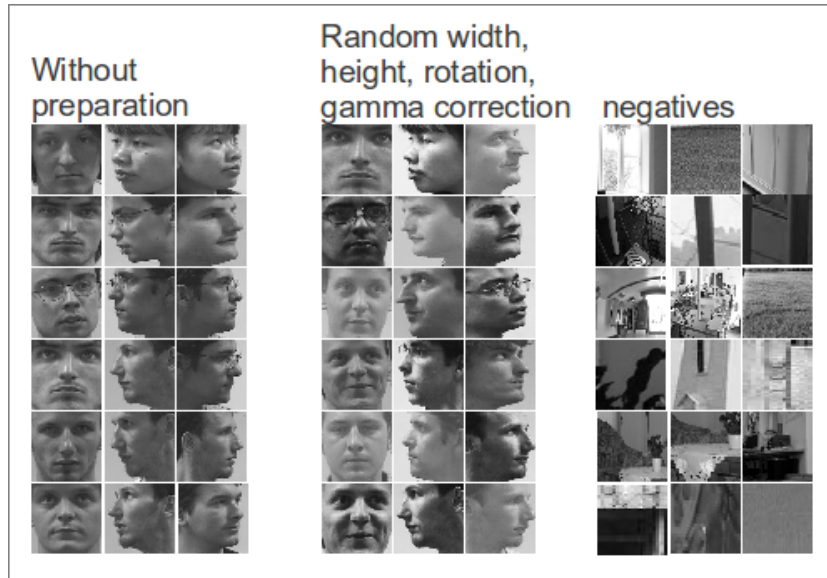 Without
preparation
Random width,
height, rotation,
gamma correction
negatives